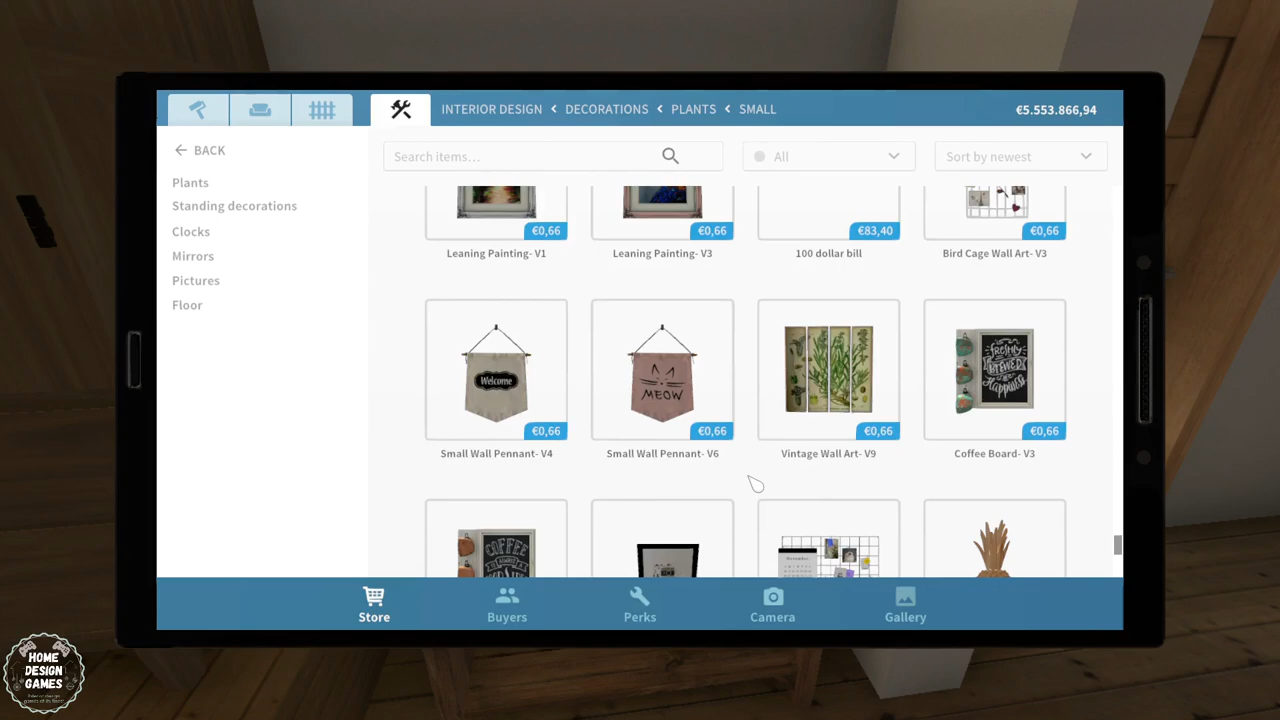 INTERIOR DESIGN < DECORATIONS < PLANTS < SMALL
€5.553.866,94
BACK
Search items...
All
Sort by newest
Plants
Standing decorations
Clocks
Mirrors
Pictures
Floor
€0,66
€0,66
€83,40
€0,66
Leaning Painting- V1
Leaning Painting- V3
100 dollar bill
Bird Cage Wall Art- V3
Welcome
MEOW
FRESHLY
BREWED
Happiness
€0,66
€0,66
€0,66
€0,66
Small Wall Pennant- V4
Small Wall Pennant- V6
Vintage Wall Art- V9
Coffee Board- V3
COFFEE
Store
Buyers
Perks
Camera
Gallery
HOME
DESIGN
GAMES